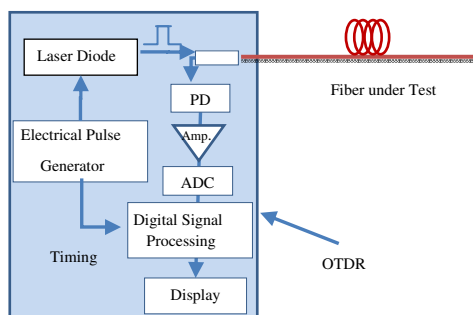 Laser Diode
PD
Fiber under Test
Electrical Pulse
Generator
Amp.
ADC
Digital Signal
Processing
Timing
OTDR
Display